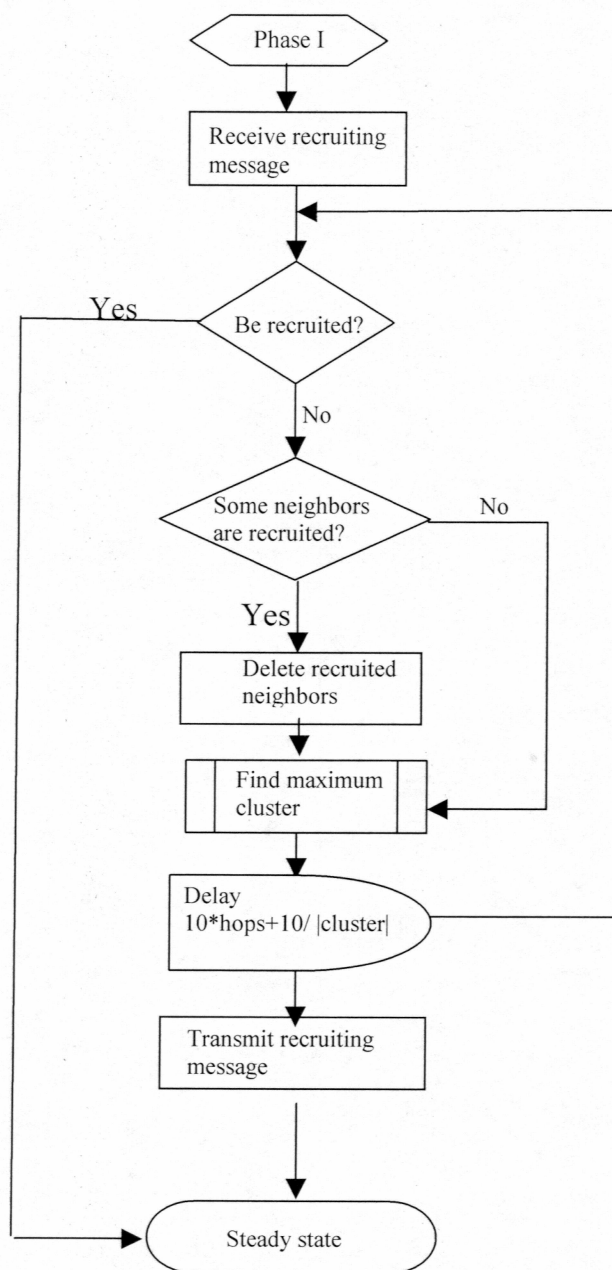 Phase I
Receive recruiting
message
Yes
Be recruited?
No
Some neighbors
are recruited?
No
Yes
Delete recruited
neighbors
Find maximum
cluster
Delay
10*hops+10/ |cluster|
Transmit recruiting
message
Steady state